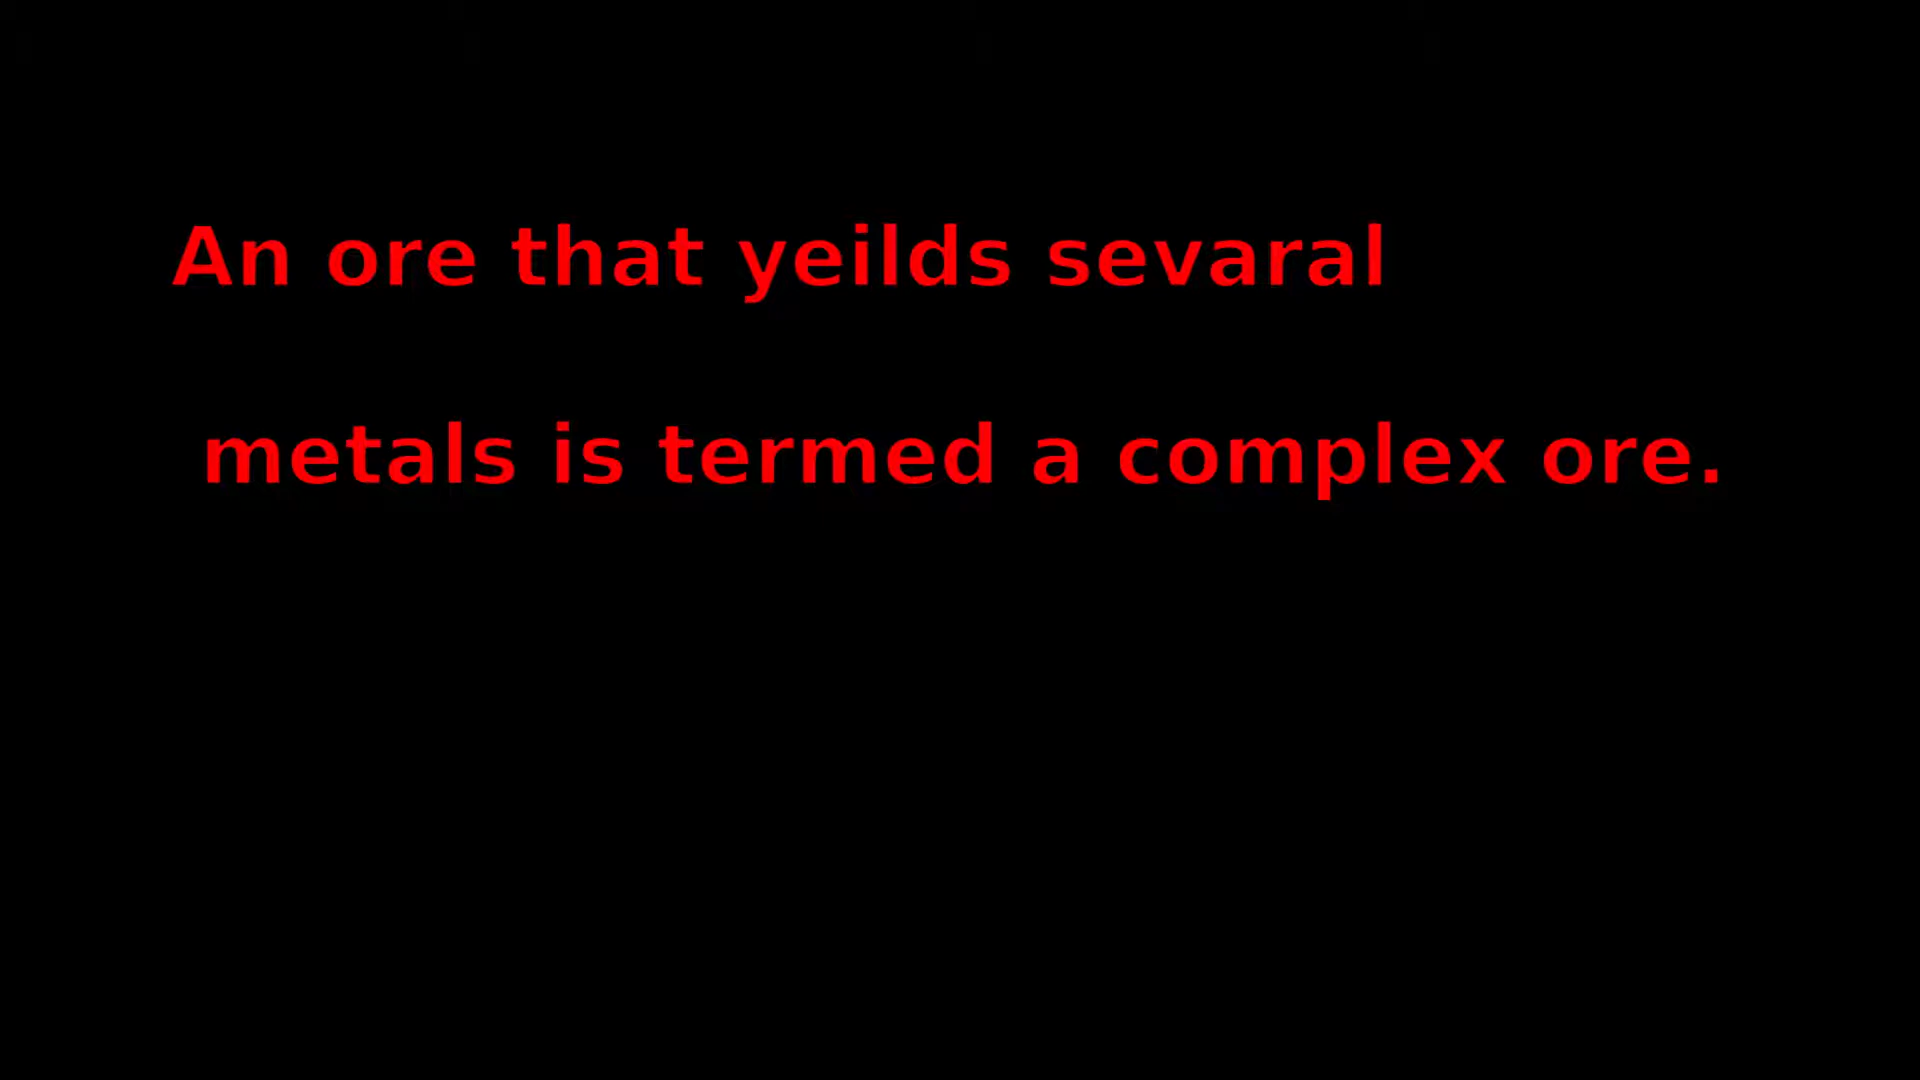 An ore that yeilds sevaral
metals is termed a complex ore.